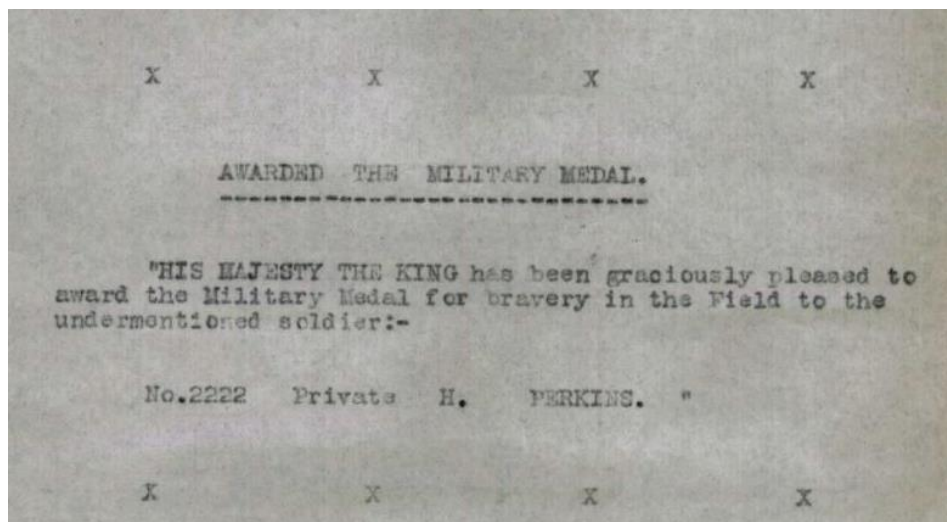 X X X X
AWARDED THE MILITARY MEDAL.
"HIS MAJESTY THE KING has been graciously pleased to
award the Military Medal for bravery in the Field to the
undermentioned soldier:-
No.2222 Private H. PERKINS. "
X X X X